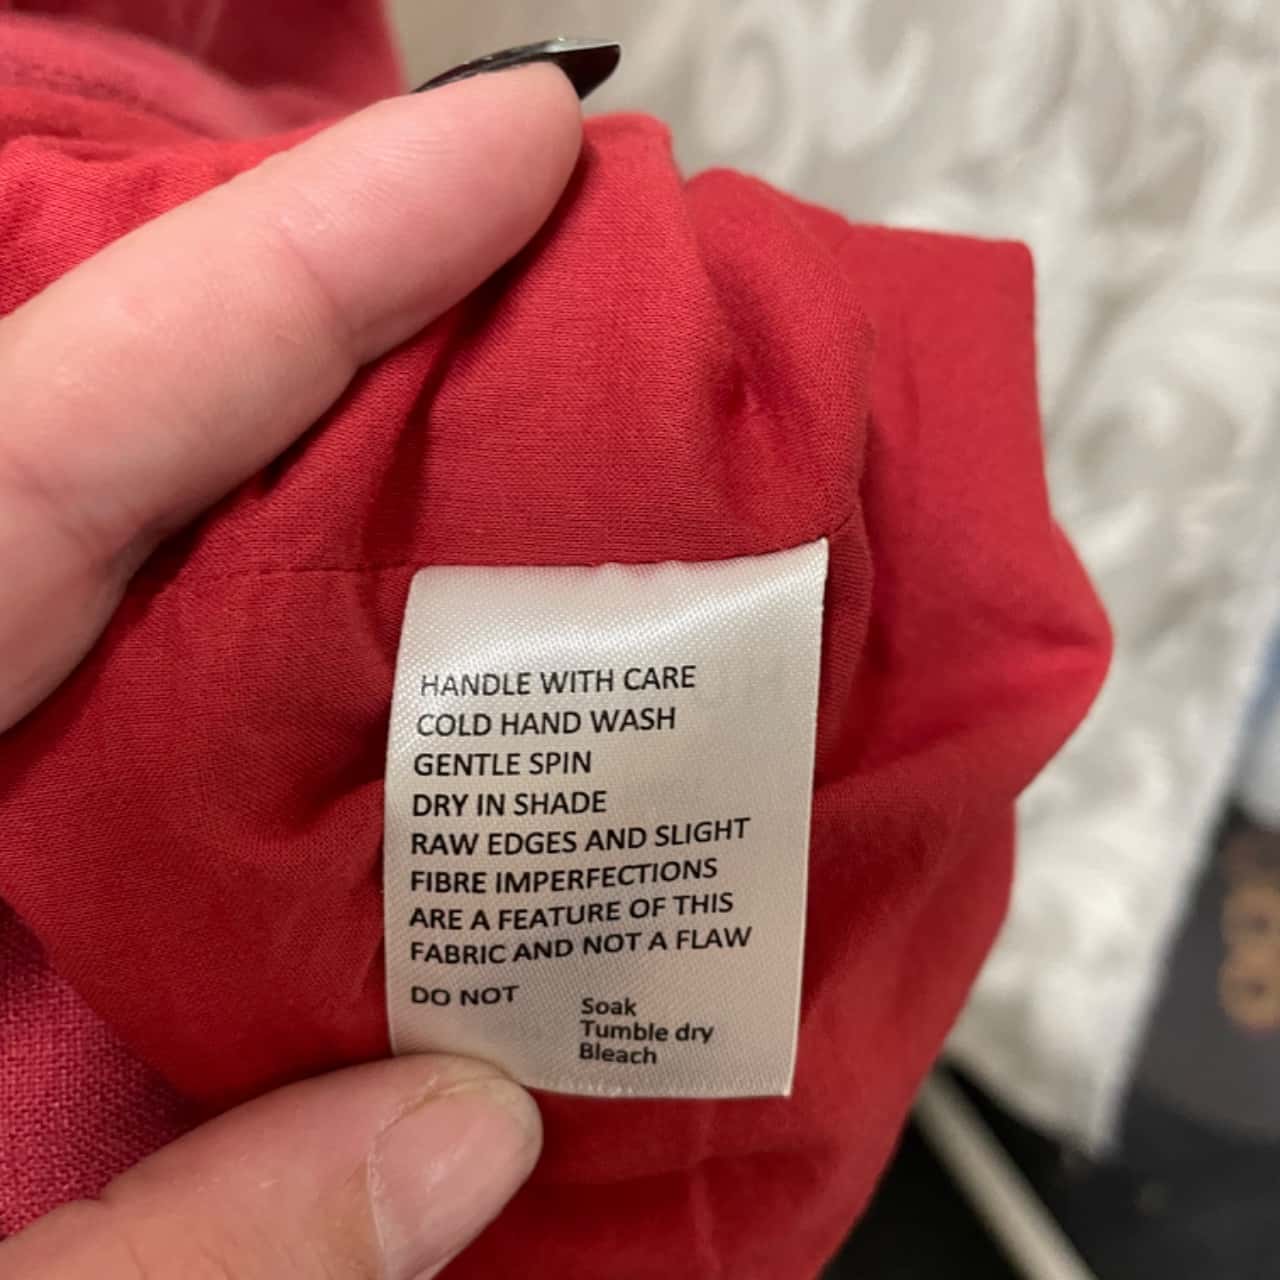 HANDLE WITH CARE
COLD HAND WASH
GENTLE SPIN
DRY IN SHADE
RAW EDGES AND SLIGHT
FIBRE IMPERFECTIONS
ARE A FEATURE OF THIS
FABRIC AND NOT A FLAW
DO NOT
Soak
Tumble dry
Bleach